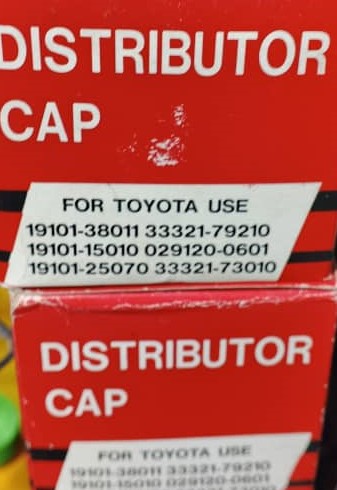 DISTRIBUTOR
CAP
FOR TOYOTA USE
19101-38011 33321-79210
19101-15010 029120-0601
19101-25070 33321-73010
DISTRIBUTOR
CAP
FOR TOYOTA USE
19101-38011 33321-79210
19101-15010 029120-0601